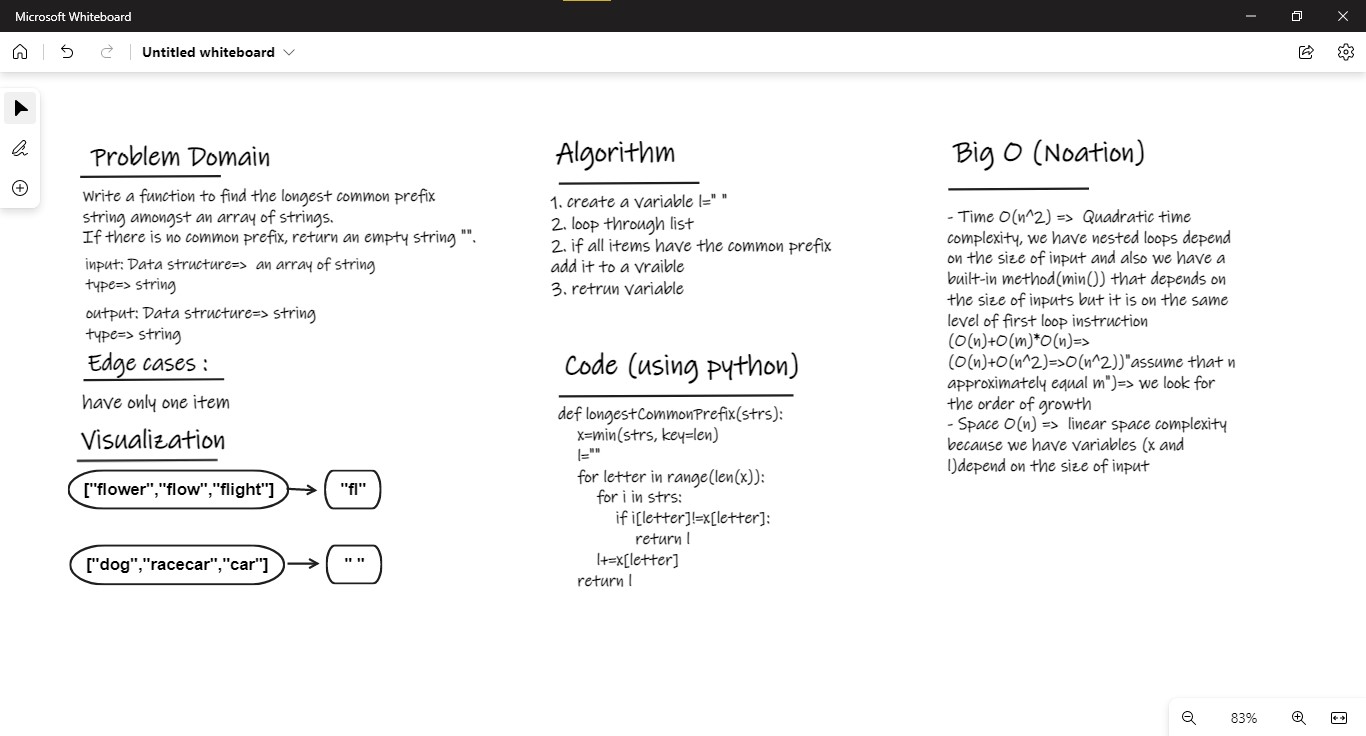 Microsoft Whiteboard
Untitled whiteboard
Problem Domain
Write a function to find the longest common prefix
string amongst an array of strings.
If there is no common prefix, return an empty string "".
input: Data structure=> an array of string
type=> string
output: Data structure=> string
type=> string
Edge cases :
have only one item
Visualization
["flower","flow","flight"]
"fl"
["dog","racecar","car"]
" "
Algorithm
1. create a variable l=" "
2. loop through list
2. if all items have the common prefix
add it to a vraible
3. retrun variable
Code (using python)
def longestCommonPrefix(strs):
x=min(strs, key=len)
l=""
for letter in range(len(x)):
for i in strs:
if i[letter]!=x[letter]:
return l
l+=x[letter]
return l
Big O (Noation)
- Time O(n^2) => Quadratic time
complexity, we have nested loops depend
on the size of input and also we have a
built-in method(min()) that depends on
the size of inputs but it is on the same
level of first loop instruction
(O(n)+O(m)*O(n)=>
(O(n)+O(n^2)=>O(n^2))"assume that n
approximately equal m")=> we look for
the order of growth
- Space O(n) => linear space complexity
because we have variables (x and
l)depend on the size of input
83%